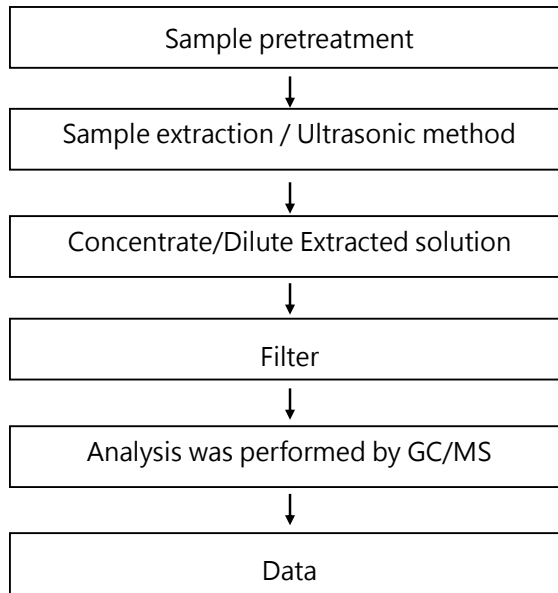 Sample pretreatment
Sample extraction / Ultrasonic method
Concentrate/Dilute Extracted solution
Filter
Analysis was performed by GC/MS
Data